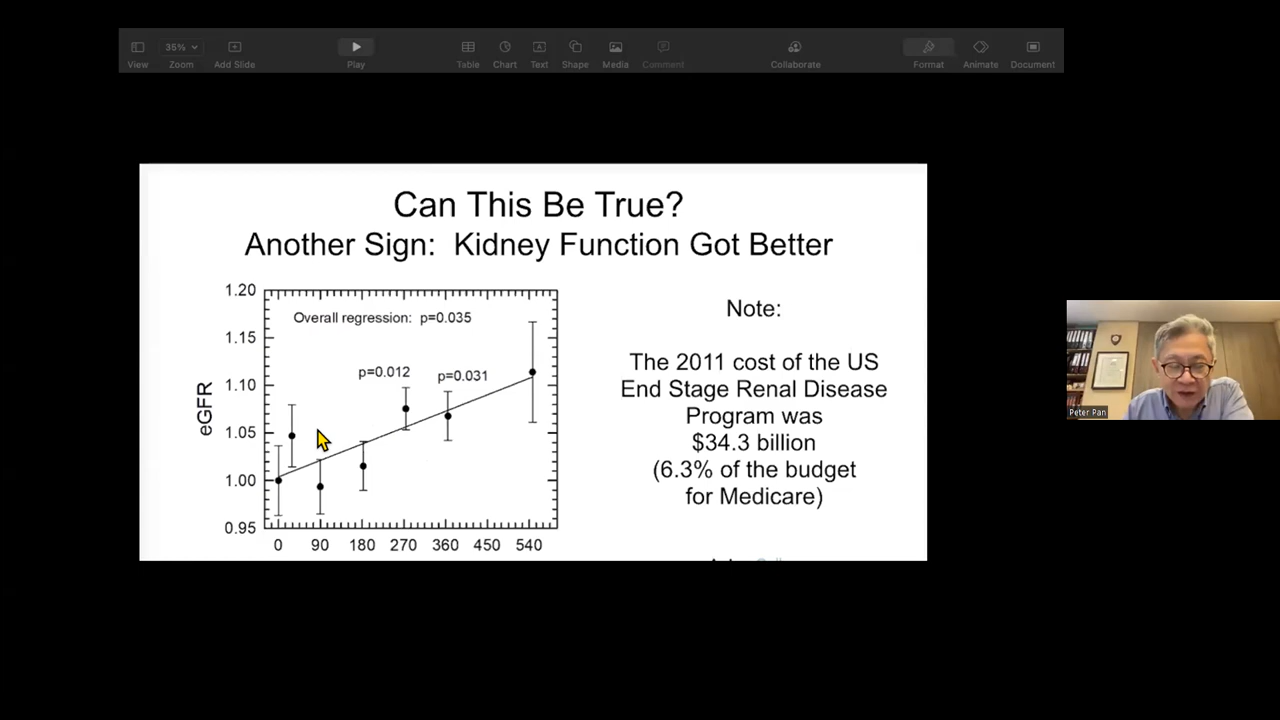 35%
View
Zoom
Add Slide
Play
Table
Chart
Text
Shape
Media
Comment
Collaborate
Format
Animate
Document
Can This Be True?
Another Sign: Kidney Function Got Better
1.20
1.15
1.10
1.05
1.00
0.95
eGFR
Overall regression: p=0.035
p=0.012
p=0.031
0 90 180 270 360 450 540
Note:
The 2011 cost of the US
End Stage Renal Disease
Program was
$34.3 billion
(6.3% of the budget
for Medicare)
Peter Pan